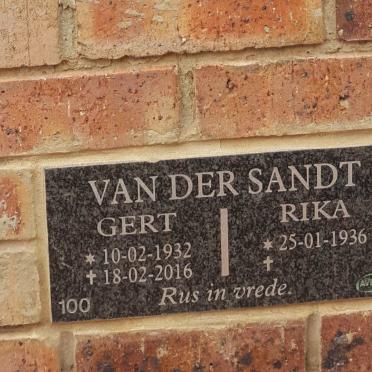 VAN DER SANDT
GERT RIKA
* 10-02-1932 * 25-01-1936
✝ 18-02-2016 ✝
Rus in vrede.
100